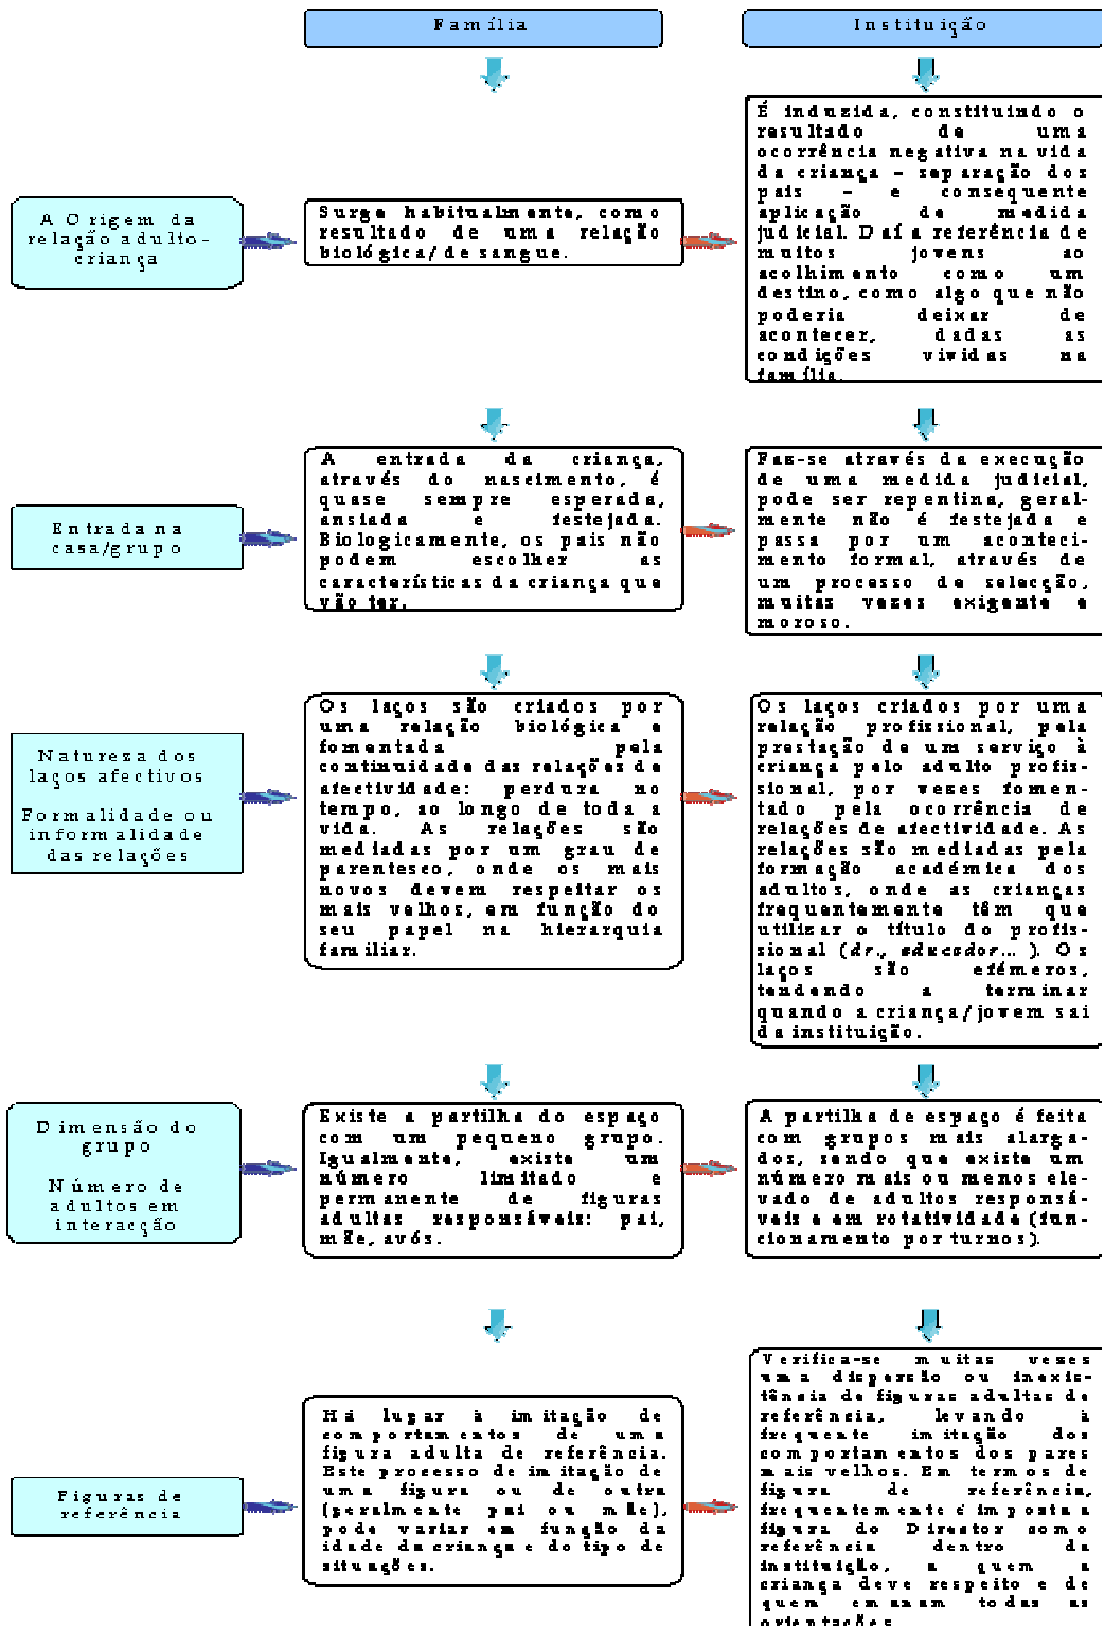 Família
Instituição
A Origem da
relação adulto-
criança
Surge habitualmente, como
resultado de uma relação
biológica/de sangue.
É induzida, constituindo o
resultado de uma
ocorrência negativa na vida
da criança – separação dos
pais – e consequente
aplicação de medida
judicial. Daí a referência de
muitos jovens ao
acolhimento como um
destino, como algo que não
poderia deixar de
acontecer, dadas as
condições vividas na
família.
Entrada na
casa/grupo
A entrada da criança,
através do nascimento, é
quase sempre esperada,
ansiada e festejada.
Biologicamente, os pais não
podem escolher as
características da criança que
vão ter.
Faz-se através da execução
de uma medida judicial,
pode ser repentina, geral-
mente não é festejada e
passa por um aconteci-
mento formal, através de
um processo de selecção,
muitas vezes exigente e
moroso.
Natureza dos
laços afectivos
Formalidade ou
informalidade
das relações
Os laços são criados por
uma relação biológica e
fomentada pela
continuidade das relações de
afectividade: perdura no
tempo, ao longo de toda a
vida. As relações são
mediadas por um grau de
parentesco, onde os mais
novos devem respeitar os
mais velhos, em função do
seu papel na hierarquia
familiar.
Os laços criados por uma
relação profissional, pela
prestação de um serviço à
criança pelo adulto profis-
sional, por vezes fomen-
tado pela ocorrência de
relações de afectividade. As
relações são mediadas pela
formação académica dos
adultos, onde as crianças
frequentemente têm que
utilizar o título do profis-
sional (dr., educador... ). Os
laços são efémeros,
tendendo a terminar
quando a criança/jovem sai
da instituição.
Dimensão do
grupo
Número de
adultos em
interacção
Existe a partilha do espaço
com um pequeno grupo.
Igualmente, existe um
número limitado e
permanente de figuras
adultas responsáveis: pai,
mãe, avós.
A partilha de espaço é feita
com grupos mais alarga-
dos, sendo que existe um
número mais ou menos ele-
vado de adultos responsá-
veis e em rotatividade (fun-
cionamento por turnos).
Figuras de
referência
Há lugar à imitação de
comportamentos de uma
figura adulta de referência.
Este processo de imitação de
uma figura ou de outra
(geralmente pai ou mãe),
pode variar em função da
idade da criança e do tipo de
situações.
Verifica-se muitas vezes
uma dispersão ou inexis-
tência de figuras adultas de
referência, levando à
frequente imitação dos
comportamentos dos pares
mais velhos. Em termos de
figura de referência,
frequentemente é imposta a
figura do Director como
referência dentro da
instituição, a quem a
criança deve respeito e de
quem emanam todas as
orientações